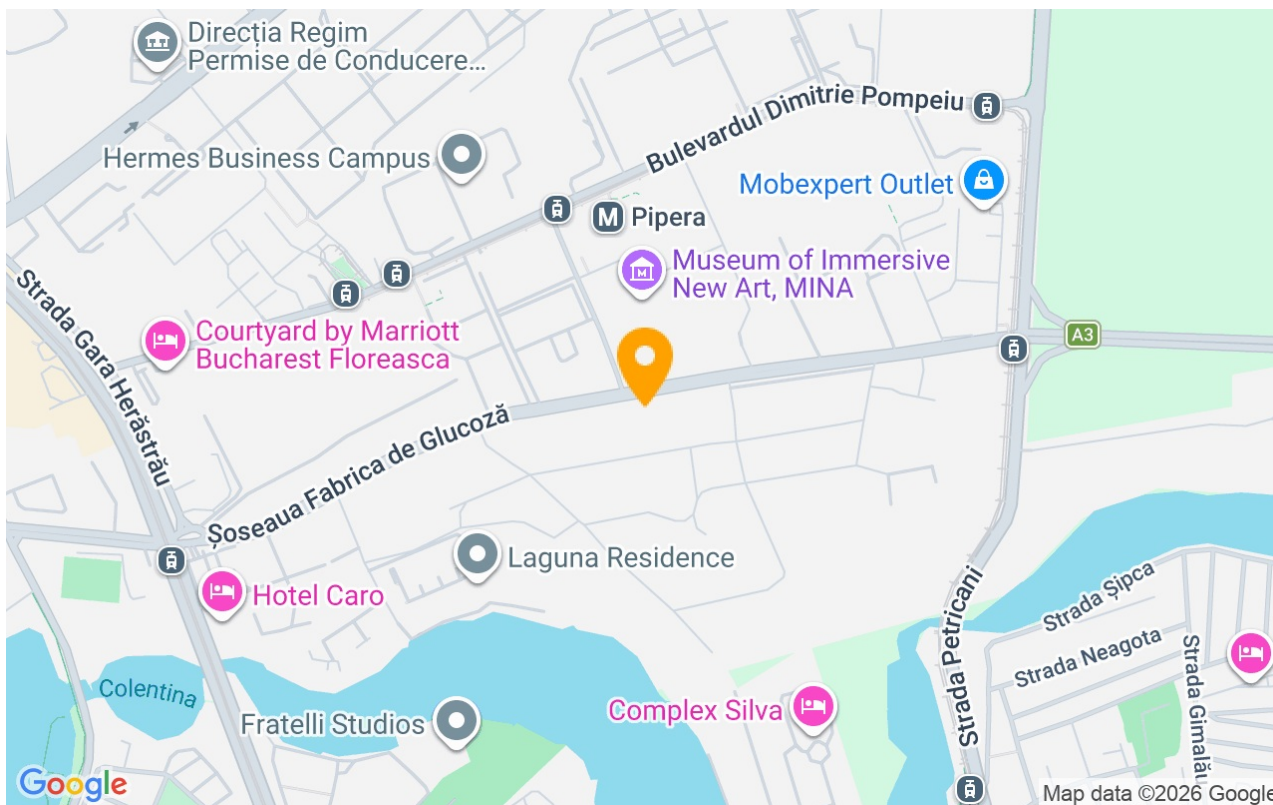 Direcția Regim
Permise de Conducere...
Bulevardul Dimitrie Pompeiu
Hermes Business Campus
Mobexpert Outlet
M Pipera
Museum of Immersive
New Art, MINA
Strada Gara Herăstrău
Courtyard by Marriott
Bucharest Floreasca
A3
Șoseaua Fabrica de Glucoză
Laguna Residence
Hotel Caro
Strada Petricani
Strada Șipca
Strada Neagota
Strada Gimalău
Colentina
Complex Silva
Fratelli Studios
Google
Map data ©2026 Google